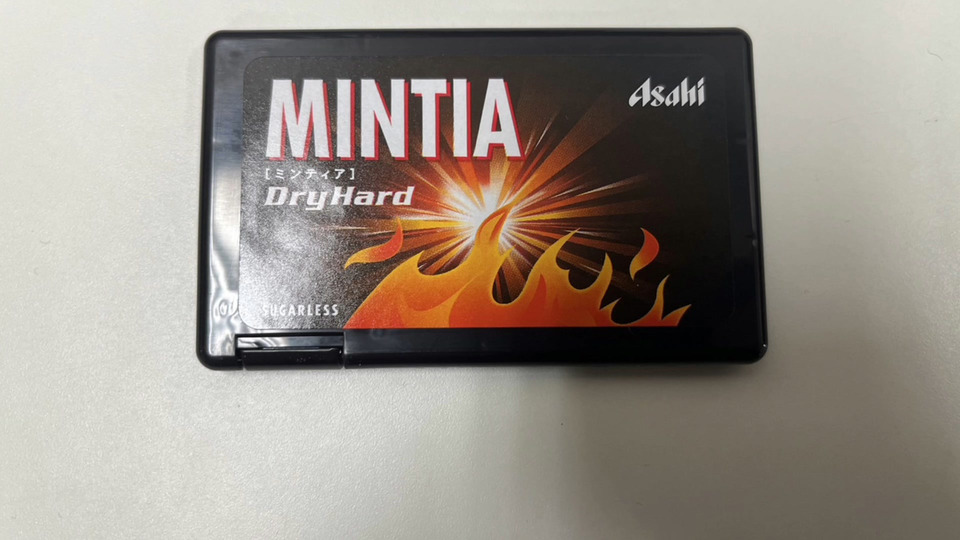 MINTIA
Asahi
[ミンティア]
DryHard
SUGARLESS